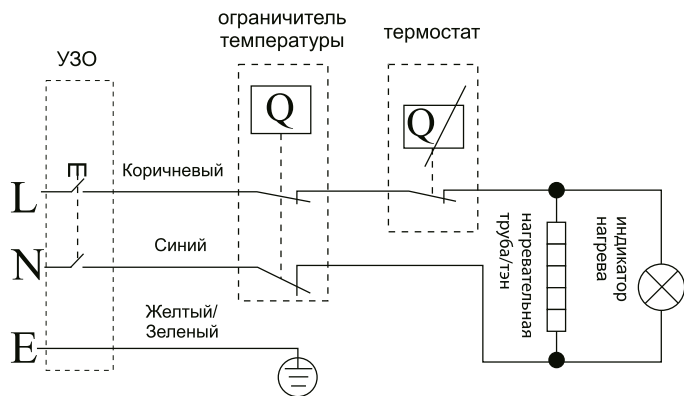 ограничитель
температуры
термостат
УЗО
Q
Q
L
Коричневый
N
Синий
Желтый/
Зеленый
E
нагревательная
труба/тэн
индикатор
нагрева